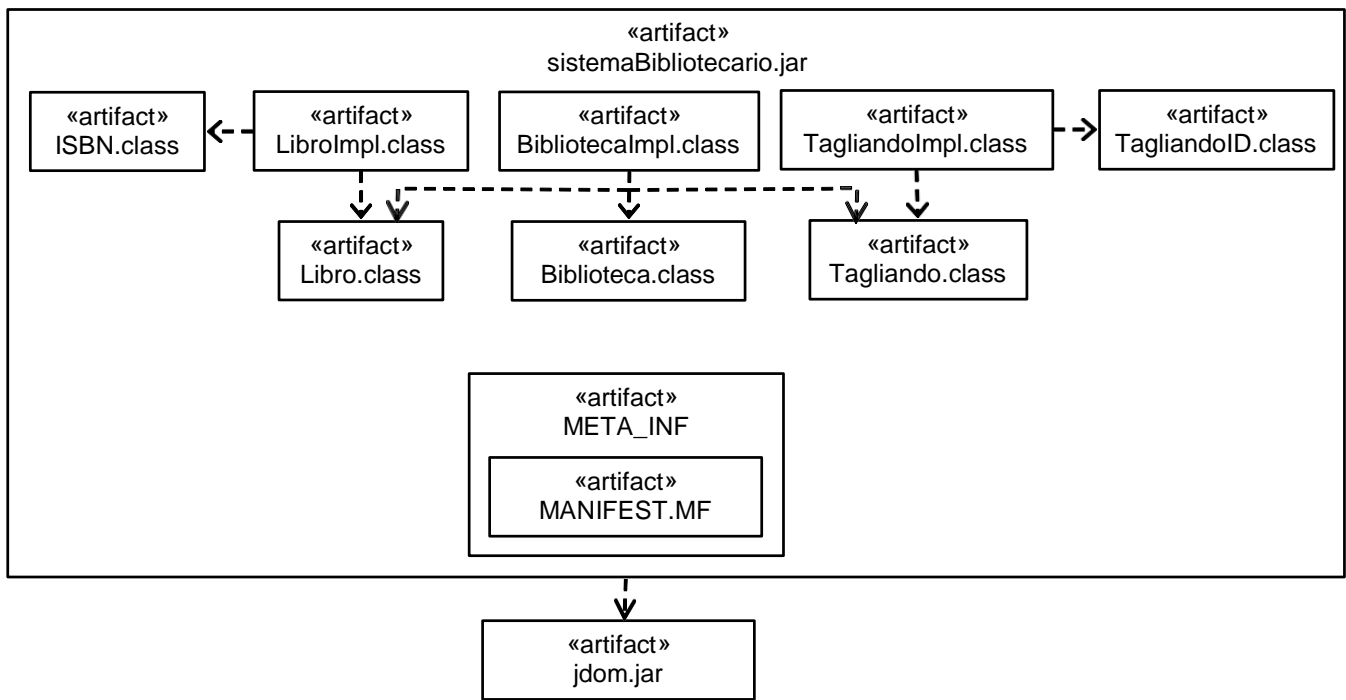 «artifact»
sistemaBibliotecario.jar
«artifact»
ISBN.class
«artifact»
LibroImpl.class
«artifact»
BibliotecaImpl.class
«artifact»
TagliandoImpl.class
«artifact»
TagliandoID.class
«artifact»
Libro.class
«artifact»
Biblioteca.class
«artifact»
Tagliando.class
«artifact»
META_INF
«artifact»
MANIFEST.MF
«artifact»
jdom.jar